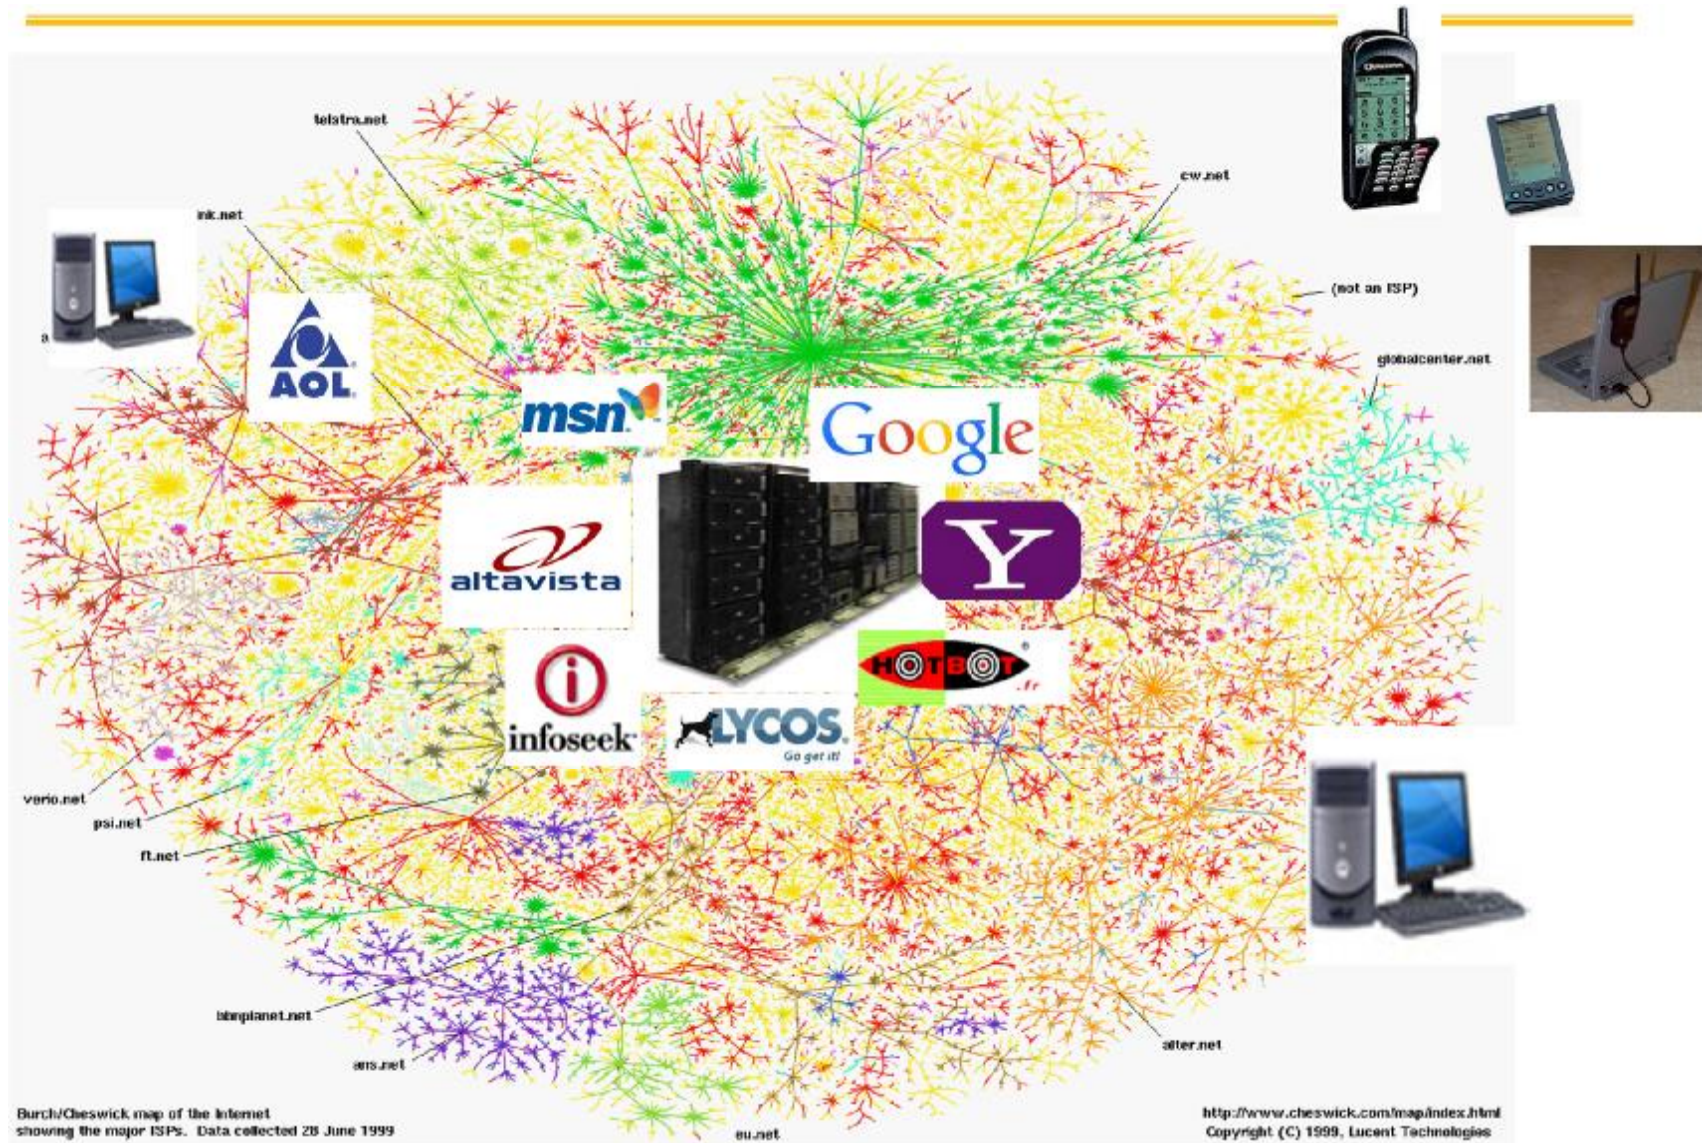 telstra.net
cw.net
ink.net
(not an ISP)
globalcenter.net
AOL
msn
Google
altavista
Y
HOTBOT
.fr
infoseek
LYCOS
Go get it!
verio.net
psi.net
ft.net
bbnplanet.net
ans.net
alter.net
eu.net
Burch/Cheswick map of the Internet
showing the major ISPs. Data collected 28 June 1999
http://www.cheswick.com/map/index.html
Copyright (C) 1999, Lucent Technologies